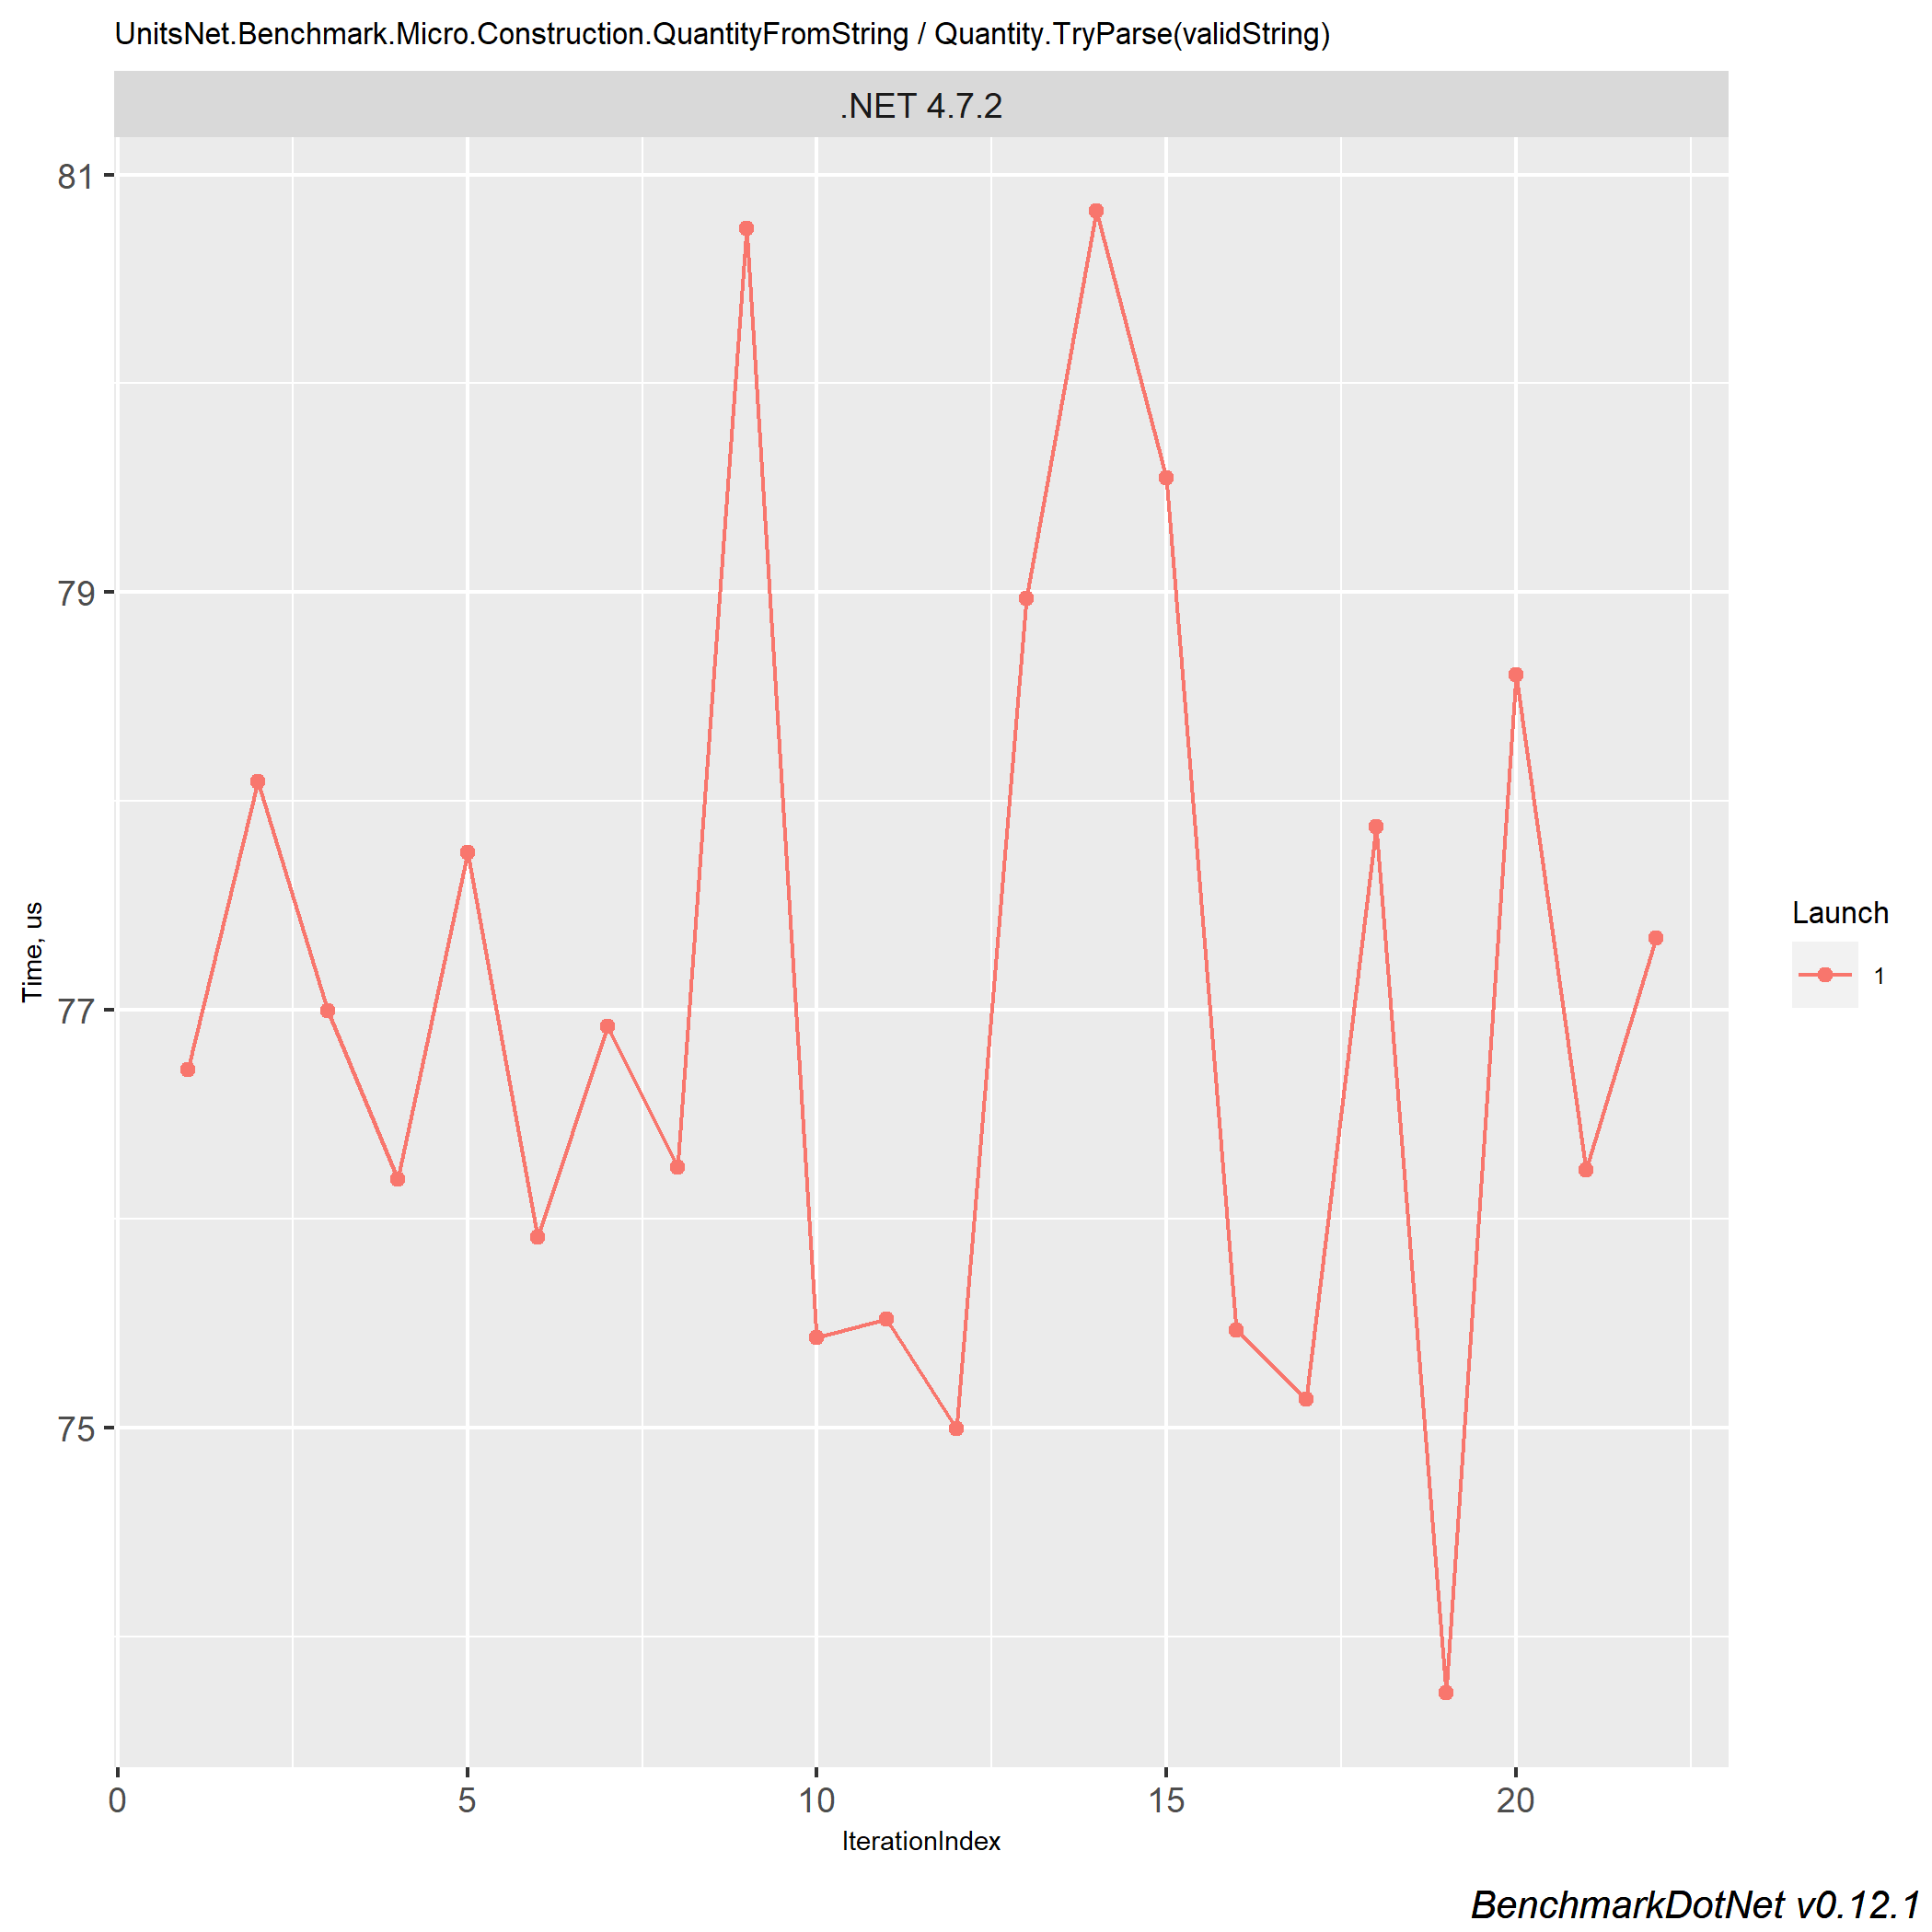 UnitsNet.Benchmark.Micro.Construction.QuantityFromString / Quantity.TryParse(validString)
.NET 4.7.2
81
79
77
75
Time, us
0 5 10 15 20
IterationIndex
Launch
1
BenchmarkDotNet v0.12.1